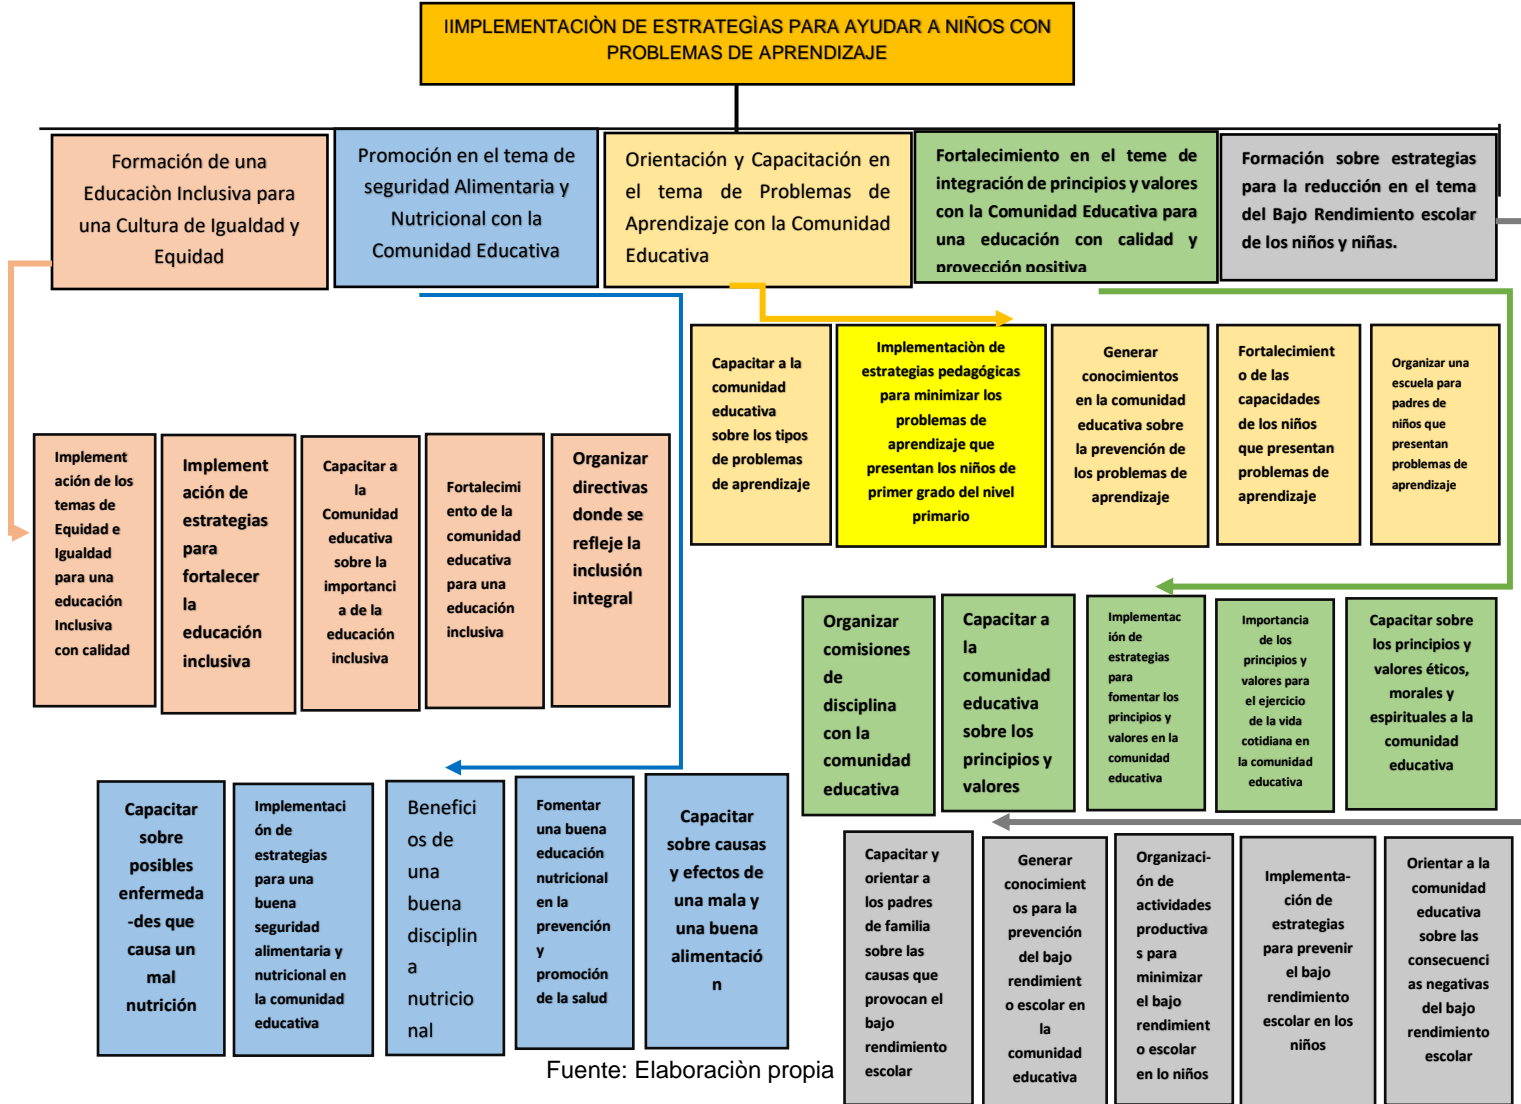 IIMPLEMENTACIÒN DE ESTRATEGÌAS PARA AYUDAR A NIÑOS CON
PROBLEMAS DE APRENDIZAJE
Formación de una
Educaciòn Inclusiva para
una Cultura de Igualdad y
Equidad
Promoción en el tema de
seguridad Alimentaria y
Nutricional con la
Comunidad Educativa
Orientación y Capacitación en
el tema de Problemas de
Aprendizaje con la Comunidad
Educativa
Fortalecimiento en el teme de
integración de principios y valores
con la Comunidad Educativa para
una educación con calidad y
proyección positiva
Formación sobre estrategias
para la reducción en el tema
del Bajo Rendimiento escolar
de los niños y niñas.
Capacitar a la
comunidad
educativa
sobre los tipos
de problemas
de aprendizaje
Implementaciòn de
estrategias pedagógicas
para minimizar los
problemas de
aprendizaje que
presentan los niños de
primer grado del nivel
primario
Generar
conocimientos
en la comunidad
educativa sobre
la prevención de
los problemas de
aprendizaje
Fortalecimient
o de las
capacidades
de los niños
que presentan
problemas de
aprendizaje
Organizar una
escuela para
padres de
niños que
presentan
problemas de
aprendizaje
Implement
ación de los
temas de
Equidad e
Igualdad
para una
educación
Inclusiva
con calidad
Implement
ación de
estrategias
para
fortalecer
la
educación
inclusiva
Capacitar a
la
Comunidad
educativa
sobre la
importanci
a de la
educación
inclusiva
Fortalecimi
ento de la
comunidad
educativa
para una
educación
inclusiva
Organizar
directivas
donde se
refleje la
inclusión
integral
Organizar
comisiones
de
disciplina
con la
comunidad
educativa
Capacitar a
la
comunidad
educativa
sobre los
principios y
valores
Implementac
ión de
estrategias
para
fomentar los
principios y
valores en la
comunidad
educativa
Importancia
de los
principios y
valores para
el ejercicio
de la vida
cotidiana en
la comunidad
educativa
Capacitar sobre
los principios y
valores éticos,
morales y
espirituales a la
comunidad
educativa
Capacitar
sobre
posibles
enfermeda
-des que
causa un
mal
nutrición
Implementaci
ón de
estrategias
para una
buena
seguridad
alimentaria y
nutricional en
la comunidad
educativa
Benefici
os de
una
buena
disciplin
a
nutricio
nal
Fomentar
una buena
educación
nutricional
en la
prevención
y
promoción
de la salud
Capacitar
sobre causas
y efectos de
una mala y
una buena
alimentació
n
Capacitar y
orientar a
los padres
de familia
sobre las
causas que
provocan el
bajo
rendimiento
escolar
Generar
conocimient
os para la
prevención
del bajo
rendimient
o escolar en
la
comunidad
educativa
Organizaci-
ón de
actividades
productiva
s para
minimizar
el bajo
rendimient
o escolar
en lo niños
Implementa-
ción de
estrategias
para prevenir
el bajo
rendimiento
escolar en los
niños
Orientar a la
comunidad
educativa
sobre las
consecuenci
as negativas
del bajo
rendimiento
escolar
Fuente: Elaboraciòn propia